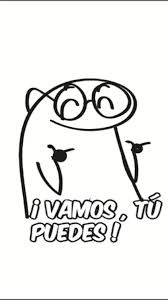 ¡ VAMOS , TÚ
PUEDES !